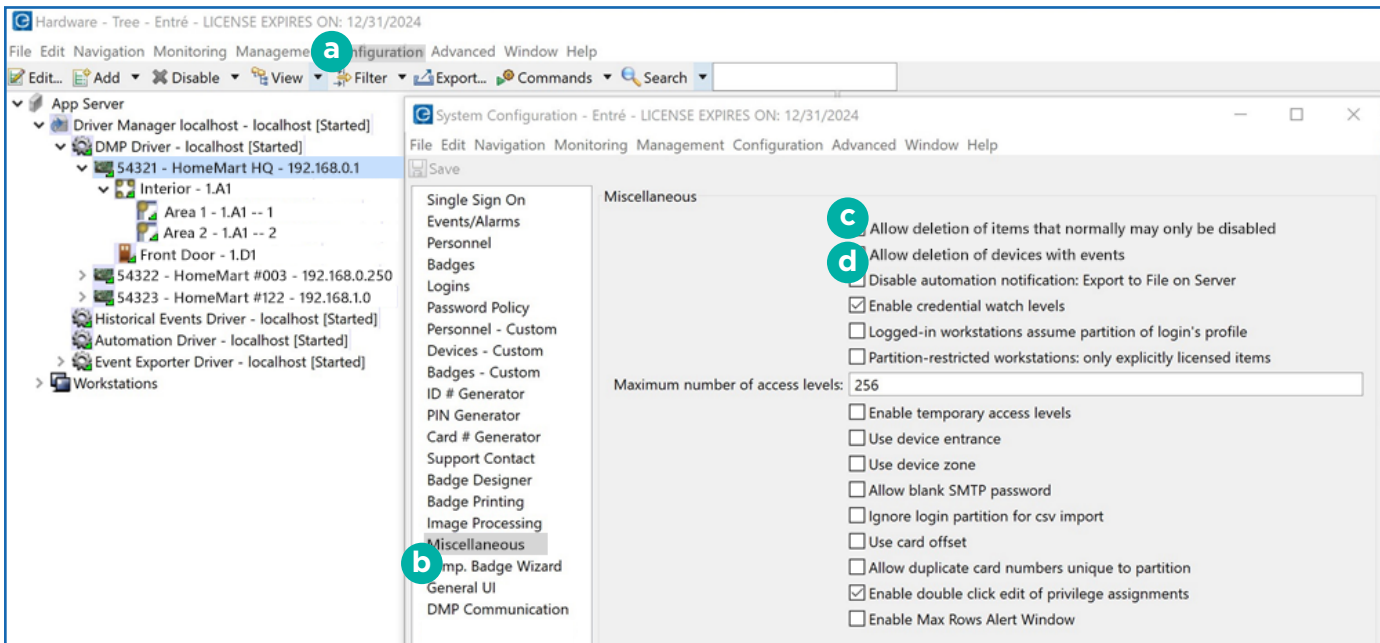 Hardware - Tree - Entré - LICENSE EXPIRES ON: 12/31/2024
File Edit Navigation Monitoring Manageme a nfiguration Advanced Window Help
Edit... Add Disable View Filter Export... Commands Search
App Server
Driver Manager localhost - localhost [Started]
DMP Driver - localhost [Started]
54321 - HomeMart HQ - 192.168.0.1
Interior - 1.A1
Area 1 - 1.A1 -- 1
Area 2 - 1.A1 -- 2
Front Door - 1.D1
54322 - HomeMart #003 - 192.168.0.250
54323 - HomeMart #122 - 192.168.1.0
Historical Events Driver - localhost [Started]
Automation Driver - localhost [Started]
Event Exporter Driver - localhost [Started]
Workstations
System Configuration - Entré - LICENSE EXPIRES ON: 12/31/2024
File Edit Navigation Monitoring Management Configuration Advanced Window Help
Save
Single Sign On
Events/Alarms
Personnel
Badges
Logins
Password Policy
Personnel - Custom
Devices - Custom
Badges - Custom
ID # Generator
PIN Generator
Card # Generator
Support Contact
Badge Designer
Badge Printing
Image Processing
Miscellaneous
b mp. Badge Wizard
General UI
DMP Communication
Miscellaneous
c Allow deletion of items that normally may only be disabled
d Allow deletion of devices with events
Disable automation notification: Export to File on Server
Enable credential watch levels
Logged-in workstations assume partition of login's profile
Partition-restricted workstations: only explicitly licensed items
Maximum number of access levels: 256
Enable temporary access levels
Use device entrance
Use device zone
Allow blank SMTP password
Ignore login partition for csv import
Use card offset
Allow duplicate card numbers unique to partition
Enable double click edit of privilege assignments
Enable Max Rows Alert Window